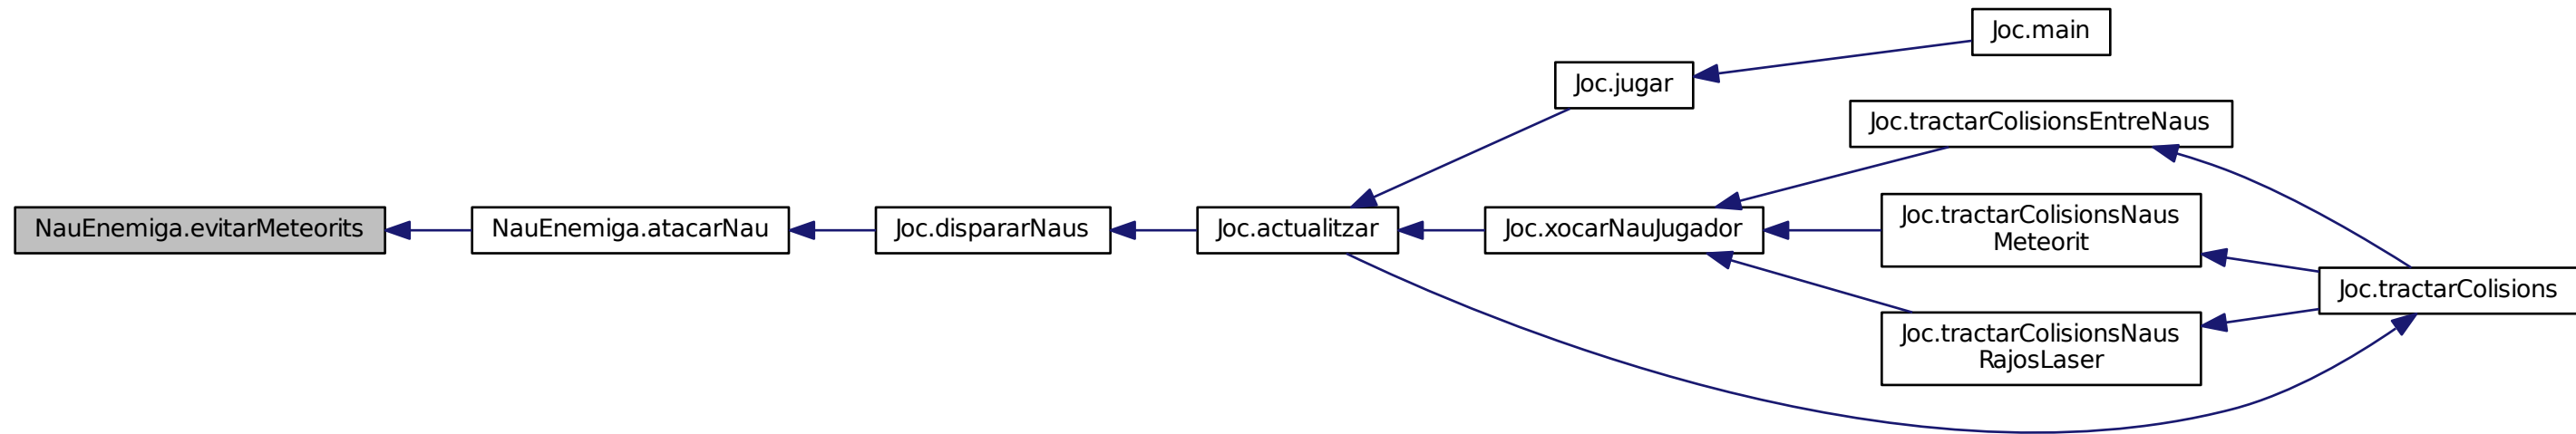 Joc.main
Joc.jugar
Joc.tractarColisionsEntreNaus
NauEnemiga.evitarMeteorits
NauEnemiga.atacarNau
Joc.dispararNaus
Joc.actualitzar
Joc.xocarNauJugador
Joc.tractarColisionsNaus
Meteorit
Joc.tractarColisions
Joc.tractarColisionsNaus
RajosLaser